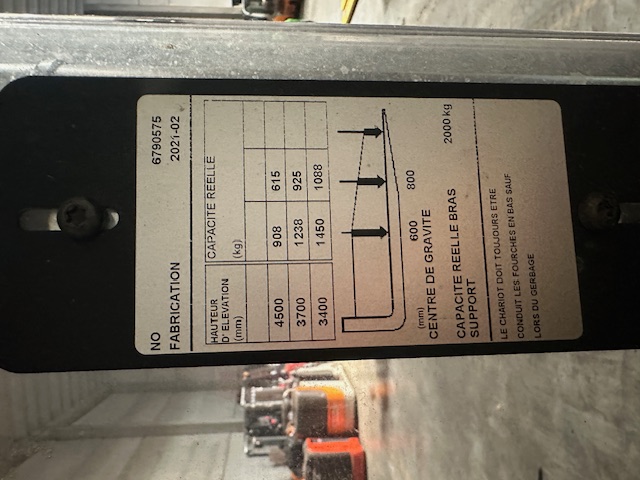 NO 6790575
FABRICATION 2021-02
HAUTEUR D' ELEVATION (mm) CAPACITE REELLE (kg)
4500 908 615
3700 1238 925
3400 1450 1088
(mm) 600 800
CENTRE DE GRAVITE
CAPACITE REELLE BRAS 2000 kg
SUPPORT
LE CHARIOT DOIT TOUJOURS ETRE
CONDUIT LES FOURCHES EN BAS SAUF
LORS DU GERBAGE